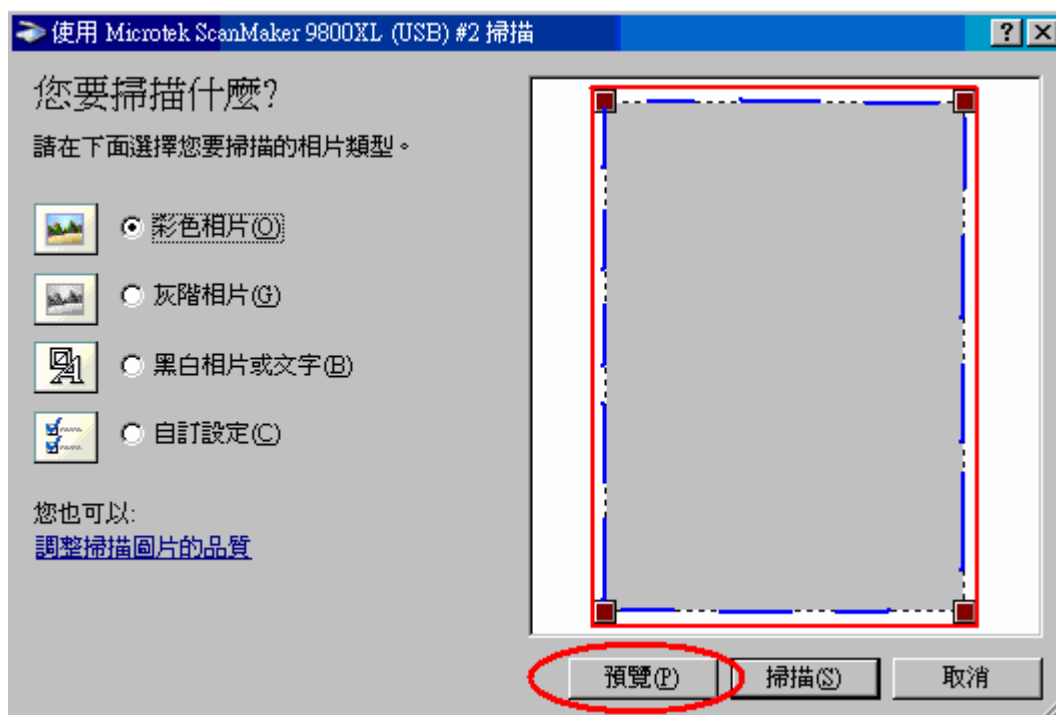 使用 Microtek ScanMaker 9800XL (USB) #2 掃描
您要掃描什麼?
請在下面選擇您要掃描的相片類型。
彩色相片(O)
灰階相片(G)
黑白相片或文字(B)
自訂設定(C)
您也可以:
調整掃描圖片的品質
預覽(P)
掃描(S)
取消